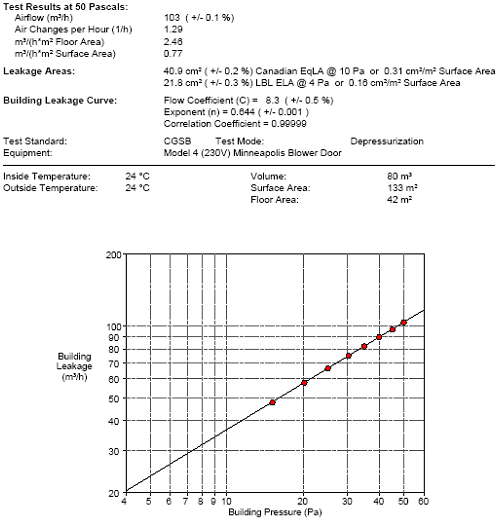 Test Results at 50 Pascals:
Airflow (m³/h) 103 ( +/- 0.1 %)
Air Changes per Hour (1/h) 1.29
m³/(h*m² Floor Area) 2.46
m³/(h*m² Surface Area) 0.77
Leakage Areas: 40.9 cm² ( +/- 0.2 %) Canadian EqLA @ 10 Pa or 0.31 cm²/m² Surface Area
21.8 cm² ( +/- 0.3 %) LBL ELA @ 4 Pa or 0.16 cm²/m² Surface Area
Building Leakage Curve: Flow Coefficient (C) = 8.3 ( +/- 0.5 %)
Exponent (n) = 0.644 ( +/- 0.001 )
Correlation Coefficient = 0.99999
Test Standard: CGSB Test Mode: Depressurization
Equipment: Model 4 (230V) Minneapolis Blower Door
Inside Temperature: 24 °C Volume: 80 m³
Outside Temperature: 24 °C Surface Area: 133 m²
Floor Area: 42 m²
200
100
90
80
70
60
50
40
30
20
Building
Leakage
(m³/h)
4 5 6 7 8 9 10 20 30 40 50 60
Building Pressure (Pa)